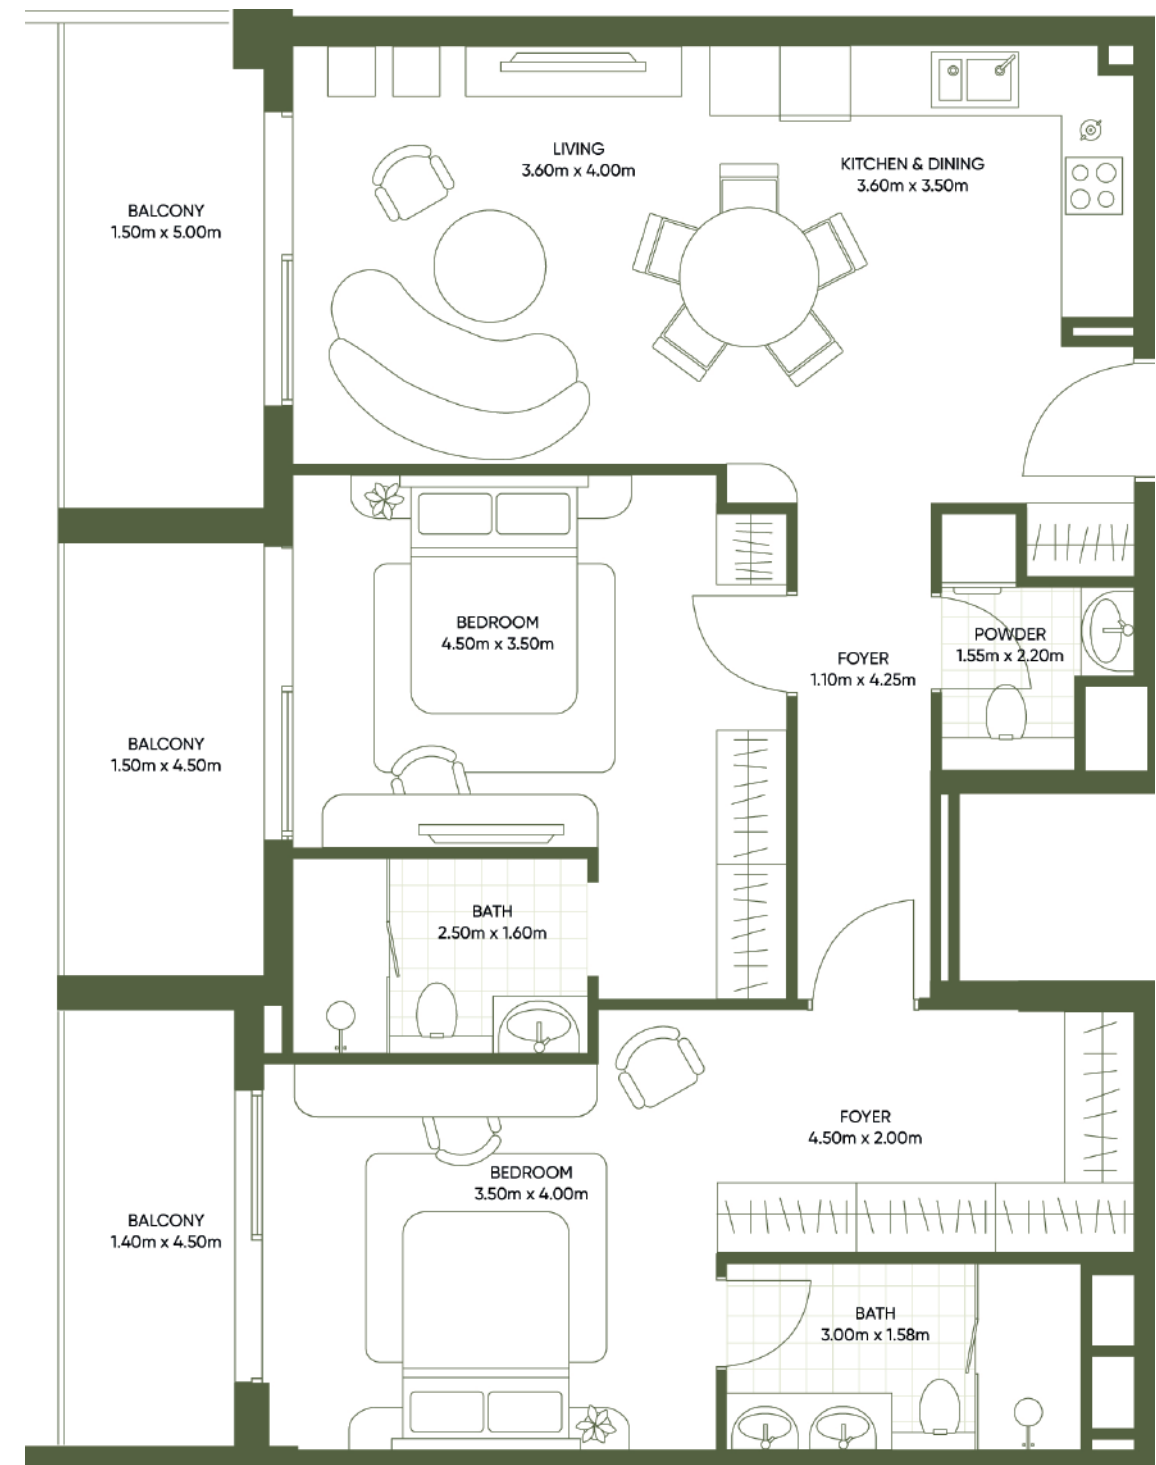 LIVING
3.60m x 4.00m
KITCHEN & DINING
3.60m x 3.50m
BALCONY
1.50m x 5.00m
BEDROOM
4.50m x 3.50m
POWDER
1.55m x 2.20m
FOYER
1.10m x 4.25m
BALCONY
1.50m x 4.50m
BATH
2.50m x 1.60m
FOYER
4.50m x 2.00m
BEDROOM
3.50m x 4.00m
BALCONY
1.40m x 4.50m
BATH
3.00m x 1.58m